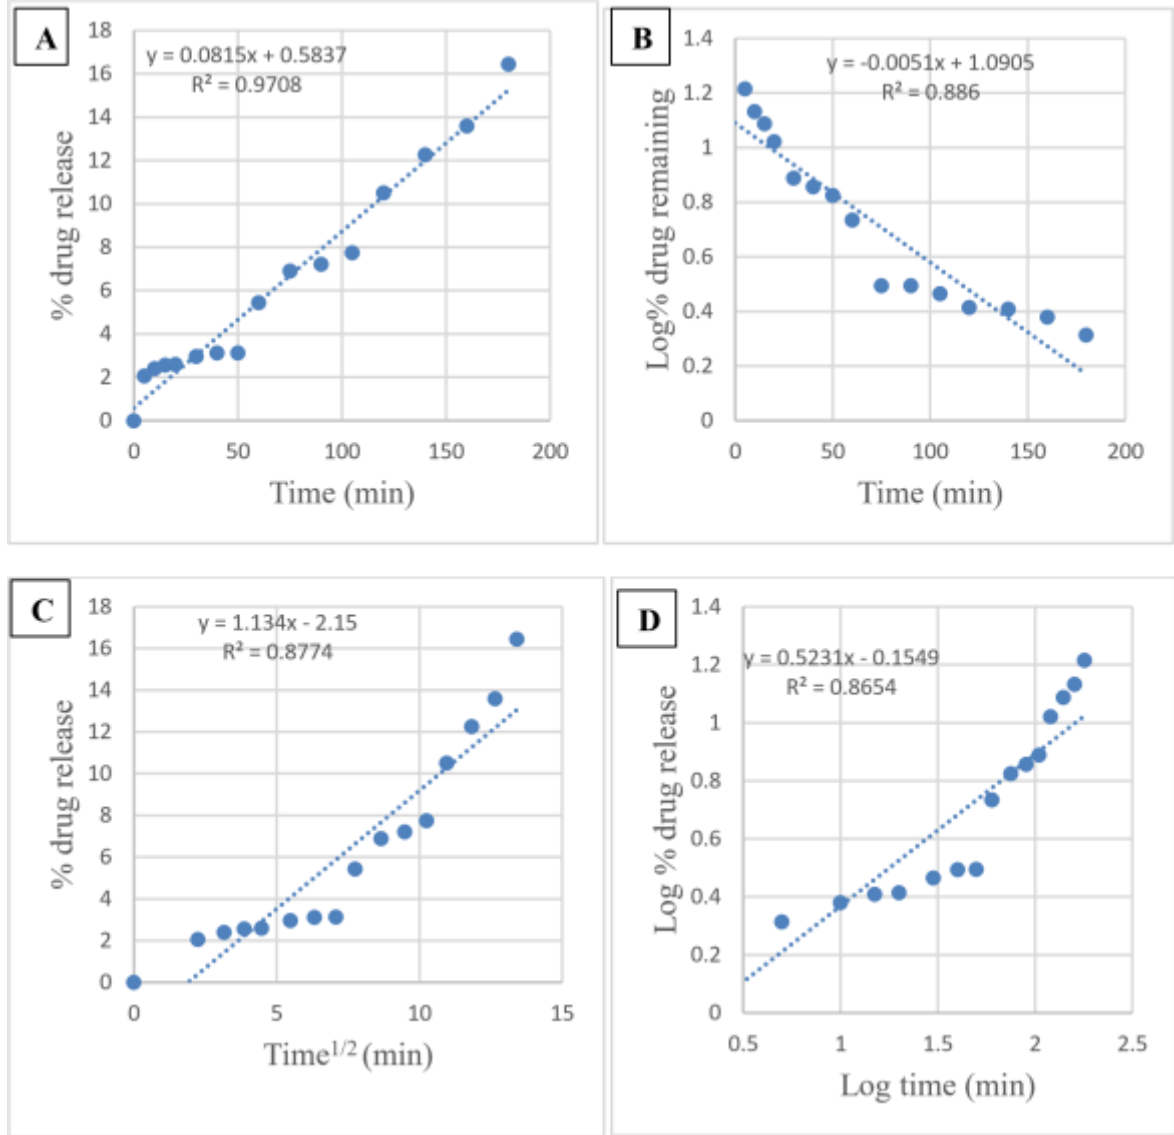 A
y = 0.0815x + 0.5837
R² = 0.9708
18
16
14
12
10
8
6
4
2
0
% drug release
0 50 100 150 200
Time (min)
B
y = -0.0051x + 1.0905
R² = 0.886
1.4
1.2
1
0.8
0.6
0.4
0.2
0
Log% drug remaining
0 50 100 150 200
Time (min)
C
y = 1.134x - 2.15
R² = 0.8774
18
16
14
12
10
8
6
4
2
0
% drug release
0 5 10 15
Time1/2 (min)
D
y = 0.5231x - 0.1549
R² = 0.8654
1.4
1.2
1
0.8
0.6
0.4
0.2
0
Log % drug release
0.5 1 1.5 2 2.5
Log time (min)